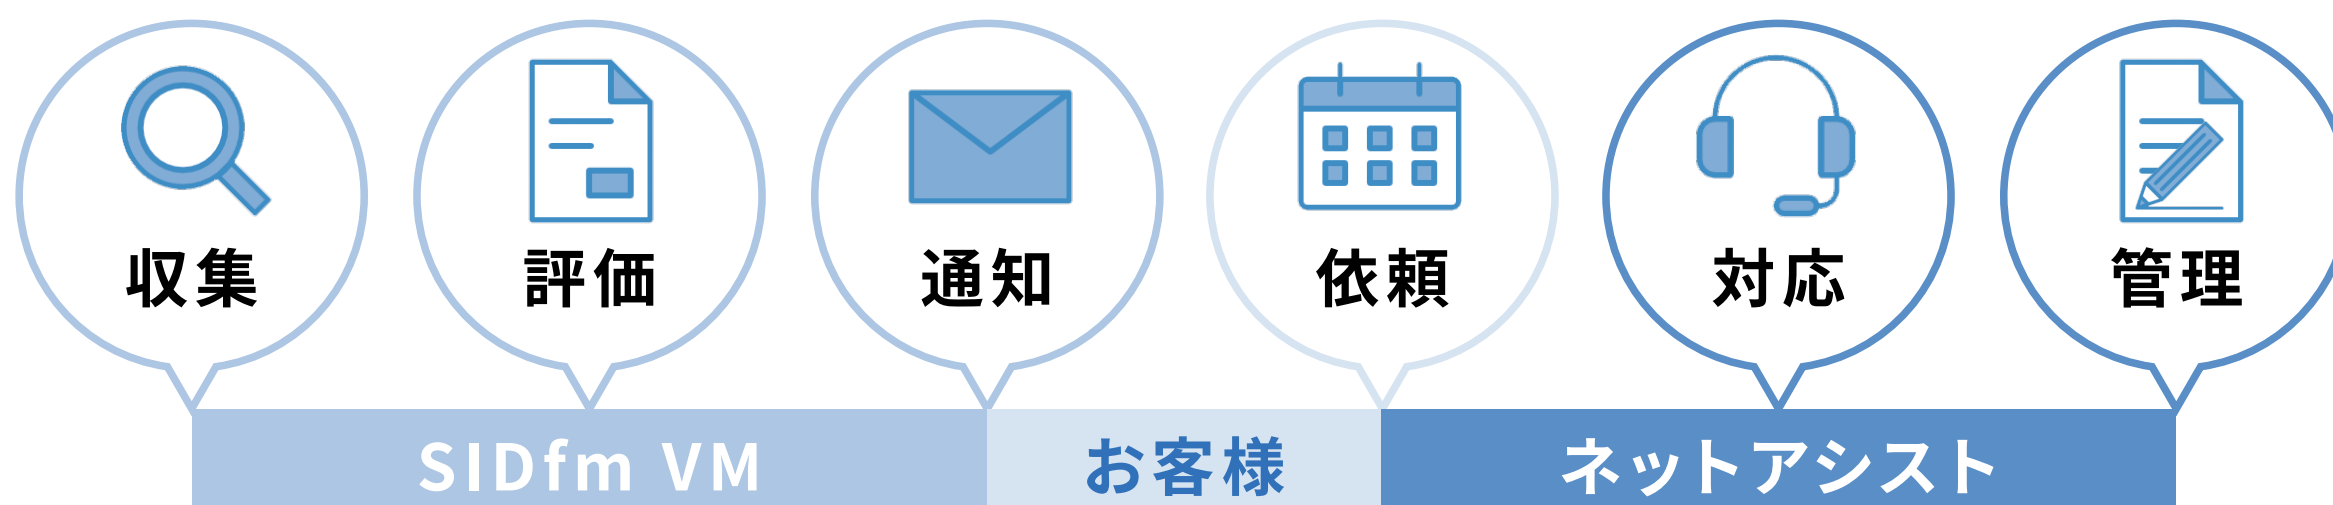 収集
評価
通知
依頼
対応
管理
SIDfm VM
お客様
ネットアシスト